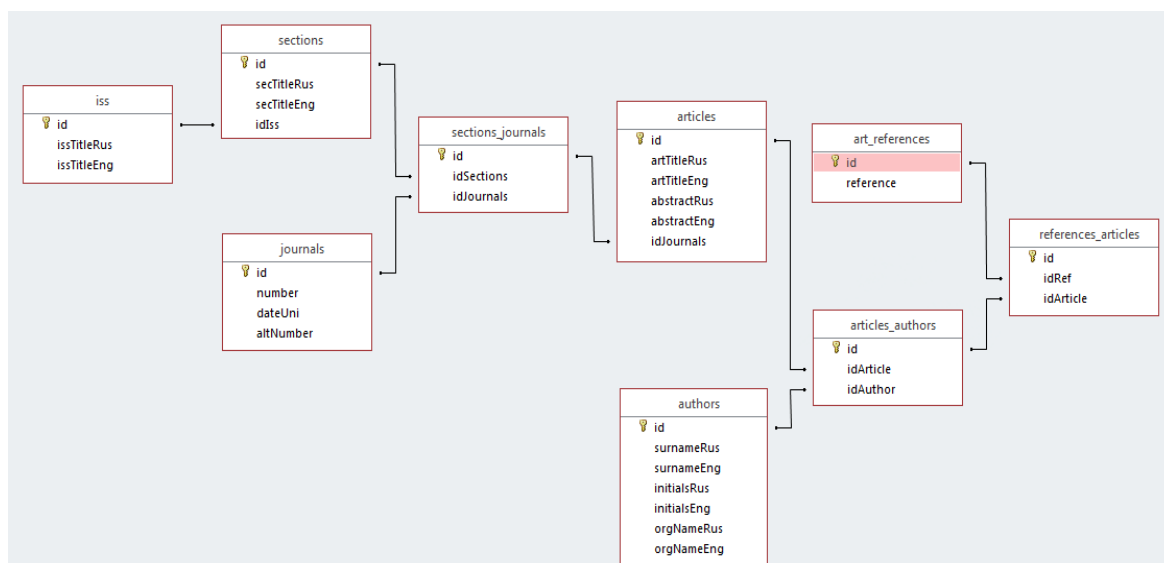 iss
id
issTitleRus
issTitleEng
sections
id
secTitleRus
secTitleEng
idIss
journals
id
number
dateUni
altNumber
sections_journals
id
idSections
idJournals
articles
id
artTitleRus
artTitleEng
abstractRus
abstractEng
idJournals
authors
id
surnameRus
surnameEng
initialsRus
initialsEng
orgNameRus
orgNameEng
art_references
id
reference
articles_authors
id
idArticle
idAuthor
references_articles
id
idRef
idArticle